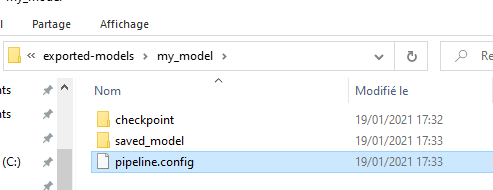 my_model
Partage Affichage
« exported-models › my_model ›
Nom Modifié le
checkpoint 19/01/2021 17:32
saved_model 19/01/2021 17:33
(C:) pipeline.config 19/01/2021 17:33